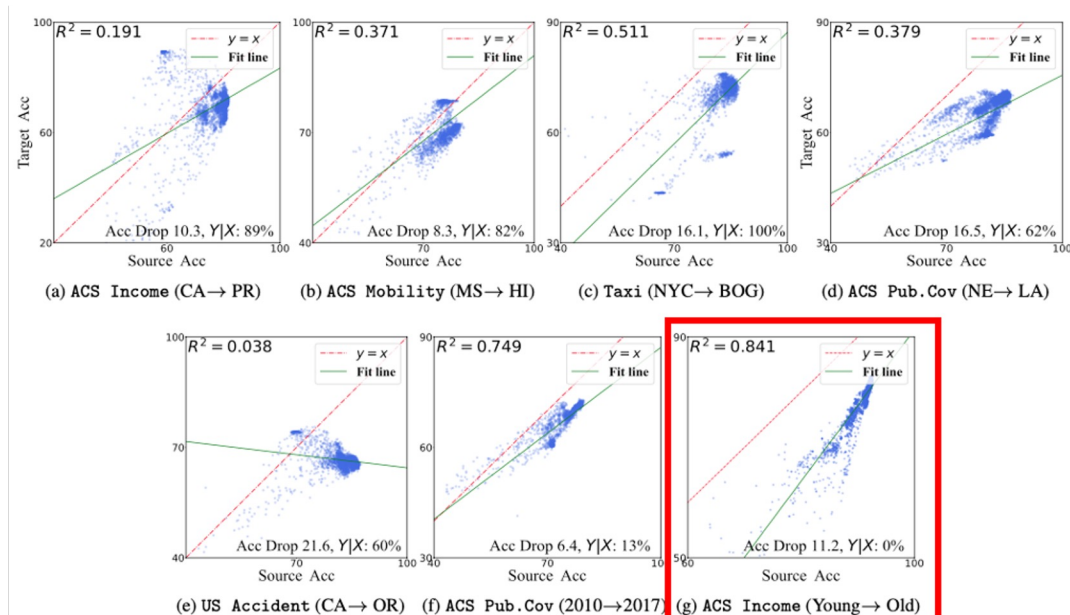 100
R² = 0.191
y = x
Fit line
Target Acc
60
Acc Drop 10.3, Y|X: 89%
20
60
100
Source Acc
(a) ACS Income (CA→ PR)
100
R² = 0.371
y = x
Fit line
70
Acc Drop 8.3, Y|X: 82%
40
70
100
Source Acc
(b) ACS Mobility (MS→ HI)
90
R² = 0.511
y = x
Fit line
60
Acc Drop 16.1, Y|X: 100%
30
40
70
100
Source Acc
(c) Taxi (NYC→ BOG)
90
R² = 0.379
y = x
Fit line
60
Acc Drop 16.5, Y|X: 62%
30
40
70
100
Source Acc
(d) ACS Pub.Cov (NE→ LA)
100
R² = 0.038
y = x
Fit line
70
Acc Drop 21.6, Y|X: 60%
40
70
100
Source Acc
(e) US Accident (CA→ OR)
90
R² = 0.749
y = x
Fit line
60
Acc Drop 6.4, Y|X: 13%
30
40
70
100
Source Acc
(f) ACS Pub.Cov (2010→2017)
90
R² = 0.841
y = x
Fit line
60
Acc Drop 11.2, Y|X: 0%
50
60
100
Source Acc
(g) ACS Income (Young→ Old)